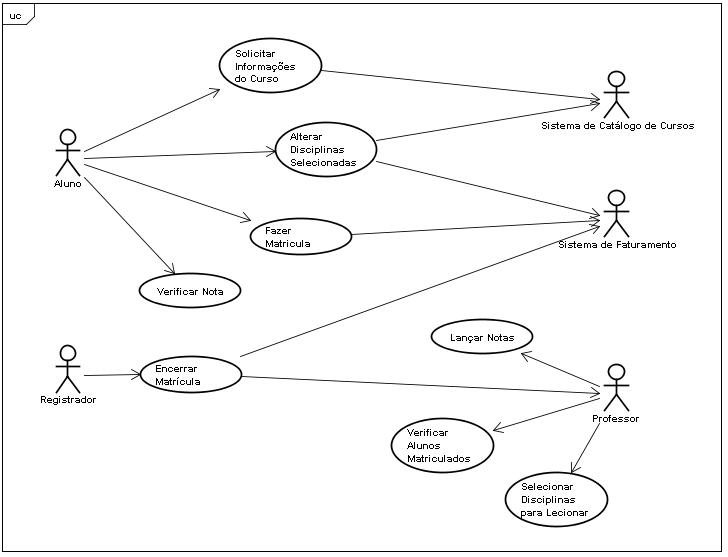 uc
Solicitar
Informações
do Curso
Sistema de Catálogo de Cursos
Alterar
Disciplinas
Selecionadas
Aluno
Fazer
Matricula
Sistema de Faturamento
Verificar Nota
Lançar Notas
Encerrar
Matrícula
Registrador
Professor
Verificar
Alunos
Matriculados
Selecionar
Disciplinas
para Lecionar